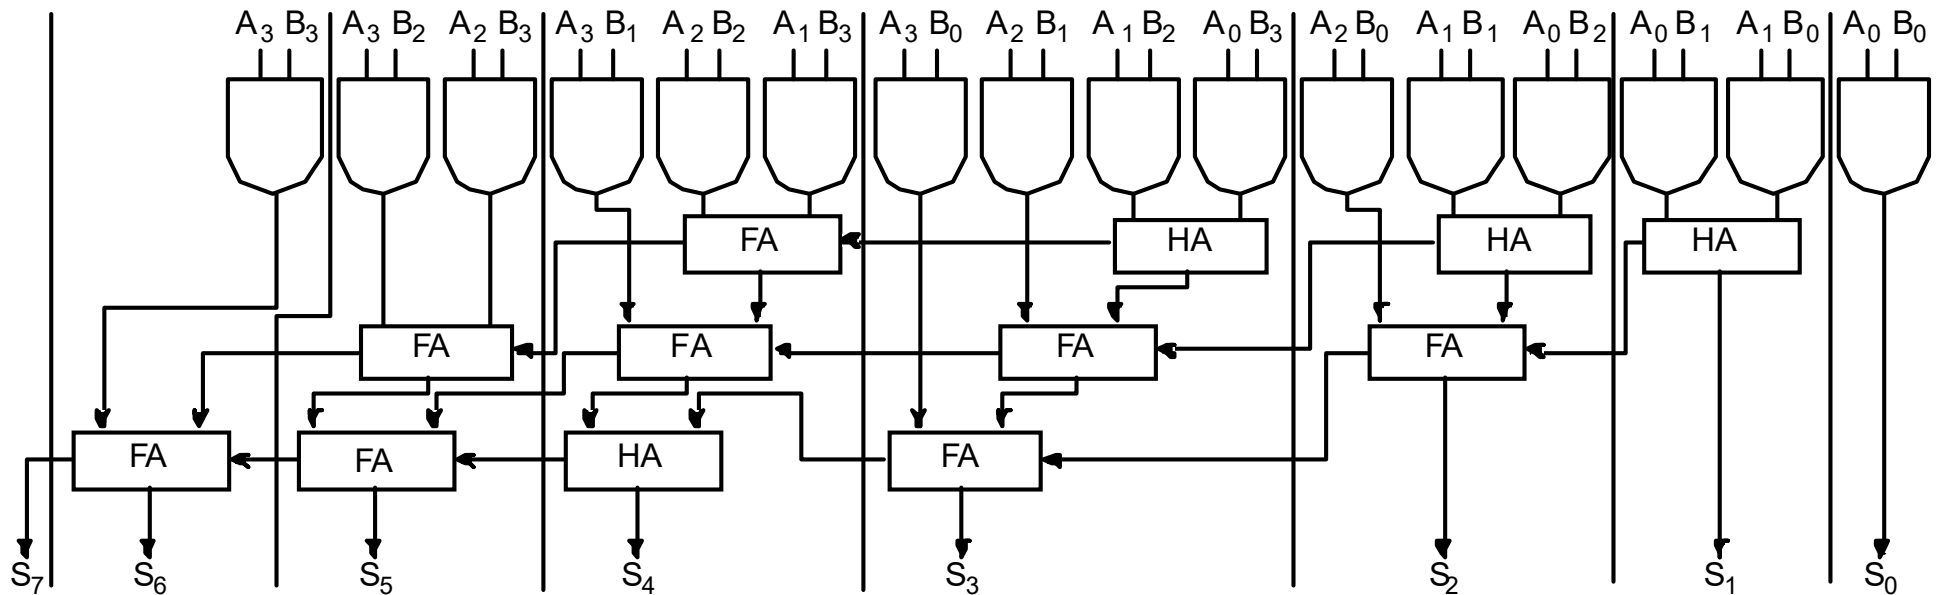 A₃ B₃ A₃ B₂ A₂ B₃ A₃ B₁ A₂ B₂ A₁ B₃ A₃ B₀ A₂ B₁ A₁ B₂ A₀ B₃ A₂ B₀ A₁ B₁ A₀ B₂ A₀ B₁ A₁ B₀ A₀ B₀
FA HA HA HA
FA FA FA FA
FA FA HA FA
S₇ S₆ S₅ S₄ S₃ S₂ S₁ S₀